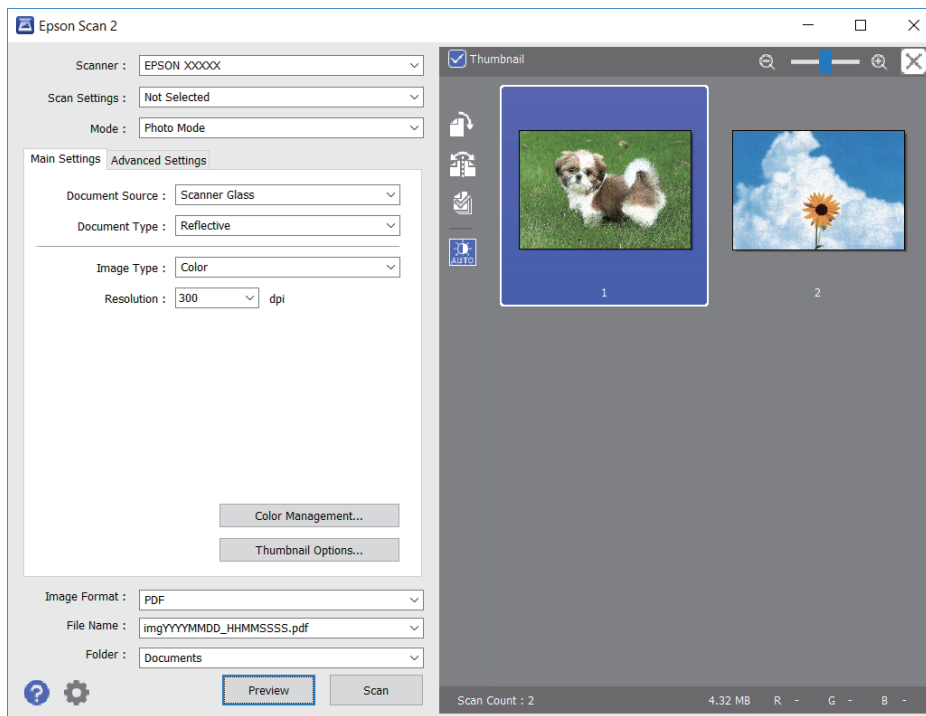 Epson Scan 2
Scanner : EPSON XXXXX
Scan Settings : Not Selected
Mode : Photo Mode
Main Settings Advanced Settings
Document Source : Scanner Glass
Document Type : Reflective
Image Type : Color
Resolution : 300 dpi
Color Management...
Thumbnail Options...
Image Format : PDF
File Name : imgYYYYMMDD_HHMMSSSS.pdf
Folder : Documents
? Preview Scan
Thumbnail
AUTO
1 2
Scan Count : 2 4.32 MB R - G - B -